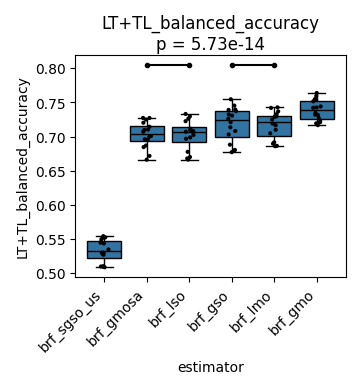 LT+TL_balanced_accuracy
p = 5.73e-14
LT+TL_balanced_accuracy
0.80
0.75
0.70
0.65
0.60
0.55
0.50
brf_sgso_us
brf_gmosa
brf_lso
brf_gso
brf_lmo
brf_gmo
estimator